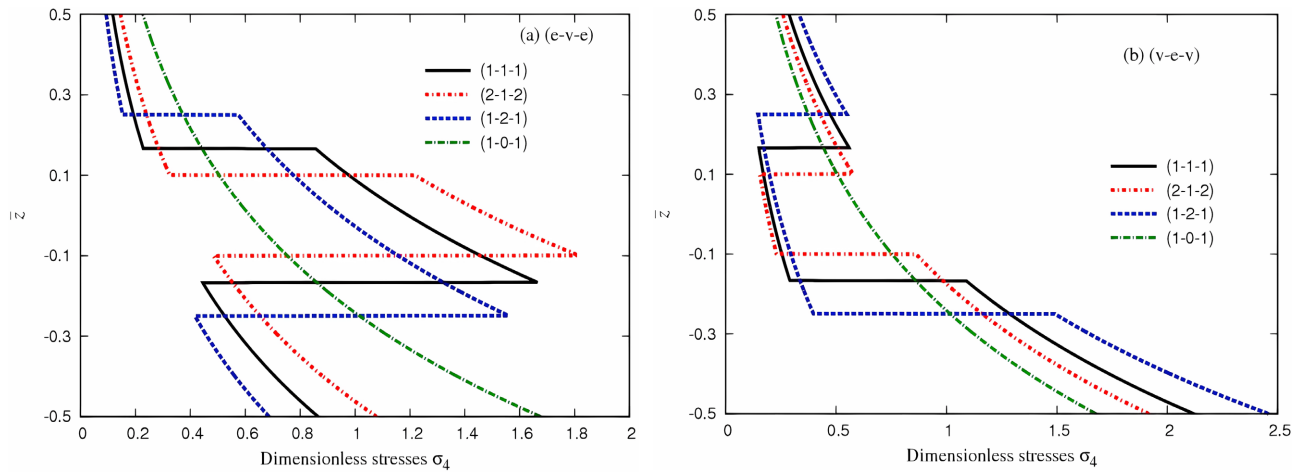 (a) (e-v-e)
(1-1-1)
(2-1-2)
(1-2-1)
(1-0-1)
0.5
0.3
0.1
-0.1
-0.3
-0.5
z̅
0 0.2 0.4 0.6 0.8 1 1.2 1.4 1.6 1.8 2
Dimensionless stresses σ₄
(b) (v-e-v)
(1-1-1)
(2-1-2)
(1-2-1)
(1-0-1)
0.5
0.3
0.1
-0.1
-0.3
-0.5
z̅
0 0.5 1 1.5 2 2.5
Dimensionless stresses σ₄